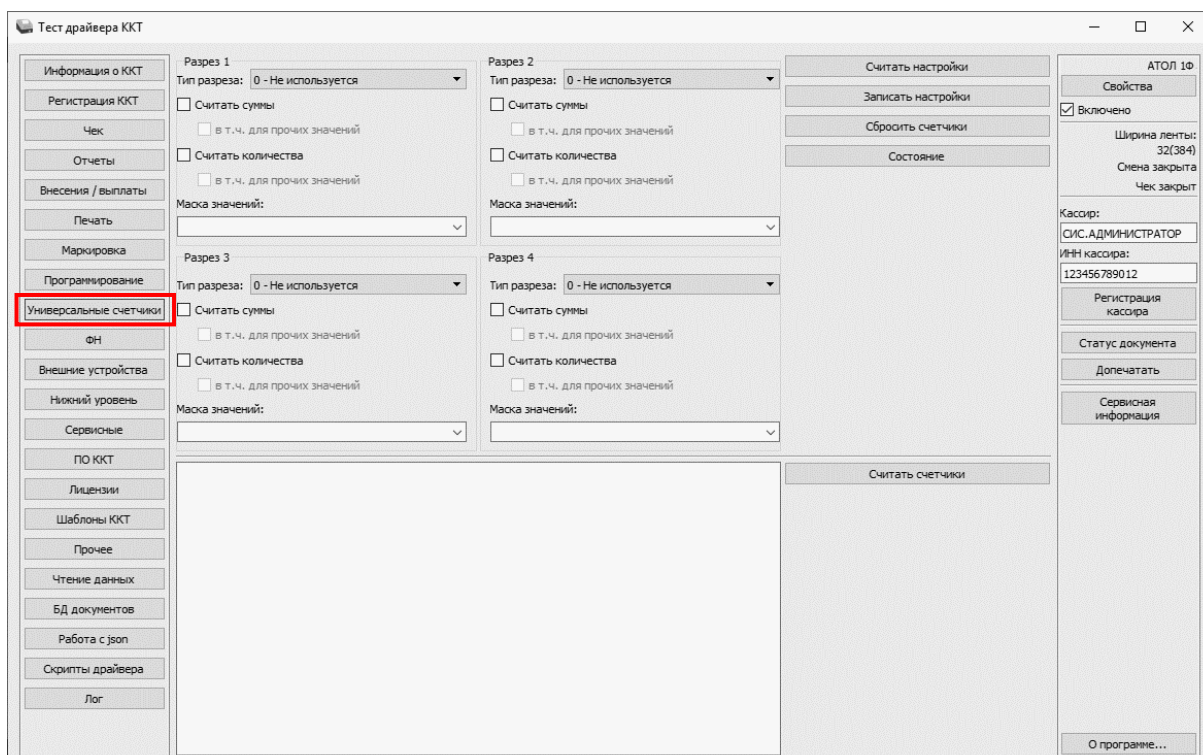 Тест драйвера ККТ
Информация о ККТ
Регистрация ККТ
Чек
Отчеты
Внесения / выплаты
Печать
Маркировка
Программирование
Универсальные счетчики
ФН
Внешние устройства
Нижний уровень
Сервисные
ПО ККТ
Лицензии
Шаблоны ККТ
Прочее
Чтение данных
БД документов
Работа с json
Скрипты драйвера
Лог
Разрез 1
Тип разреза: 0 - Не используется
Считать суммы
в т.ч. для прочих значений
Считать количества
в т.ч. для прочих значений
Маска значений:
Разрез 2
Тип разреза: 0 - Не используется
Считать суммы
в т.ч. для прочих значений
Считать количества
в т.ч. для прочих значений
Маска значений:
Разрез 3
Тип разреза: 0 - Не используется
Считать суммы
в т.ч. для прочих значений
Считать количества
в т.ч. для прочих значений
Маска значений:
Разрез 4
Тип разреза: 0 - Не используется
Считать суммы
в т.ч. для прочих значений
Считать количества
в т.ч. для прочих значений
Маска значений:
Считать настройки
Записать настройки
Сбросить счетчики
Состояние
Считать счетчики
АТОЛ 1Ф
Свойства
Включено
Ширина ленты:
32(384)
Смена закрыта
Чек закрыт
Кассир:
СИС.АДМИНИСТРАТОР
ИНН кассира:
123456789012
Регистрация
кассира
Статус документа
Допечатать
Сервисная
информация
О программе...